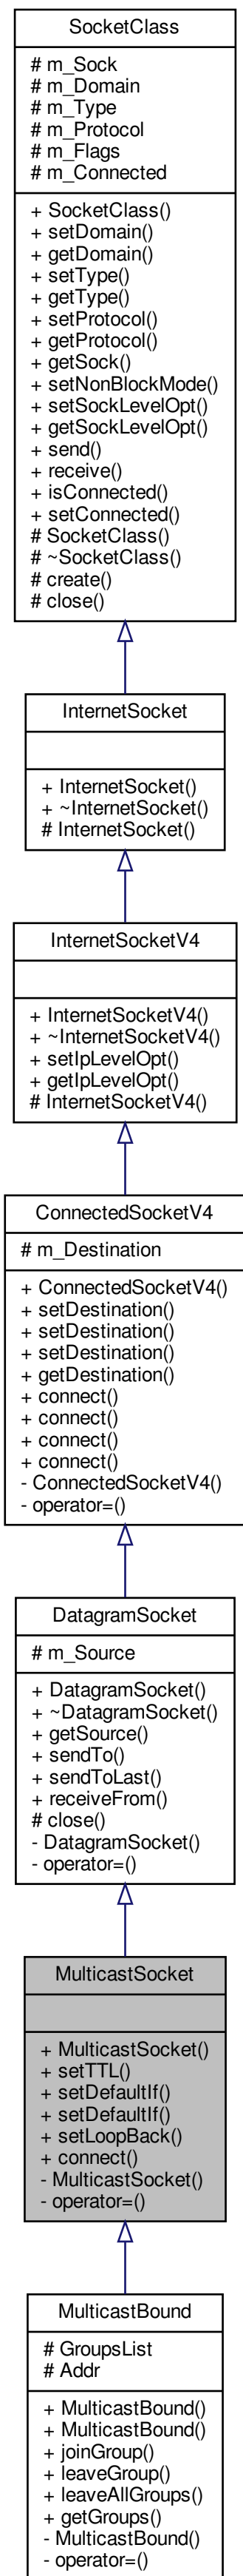 SocketClass
# m_Sock
# m_Domain
# m_Type
# m_Protocol
# m_Flags
# m_Connected
+ SocketClass()
+ setDomain()
+ getDomain()
+ setType()
+ getType()
+ setProtocol()
+ getProtocol()
+ getSock()
+ setNonBlockMode()
+ setSockLevelOpt()
+ getSockLevelOpt()
+ send()
+ receive()
+ isConnected()
+ setConnected()
# SocketClass()
# ~SocketClass()
# create()
# close()
InternetSocket
+ InternetSocket()
+ ~InternetSocket()
# InternetSocket()
InternetSocketV4
+ InternetSocketV4()
+ ~InternetSocketV4()
+ setIpLevelOpt()
+ getIpLevelOpt()
# InternetSocketV4()
ConnectedSocketV4
# m_Destination
+ ConnectedSocketV4()
+ setDestination()
+ setDestination()
+ setDestination()
+ getDestination()
+ connect()
+ connect()
+ connect()
+ connect()
- ConnectedSocketV4()
- operator=()
DatagramSocket
# m_Source
+ DatagramSocket()
+ ~DatagramSocket()
+ getSource()
+ sendTo()
+ sendToLast()
+ receiveFrom()
# close()
- DatagramSocket()
- operator=()
MulticastSocket
+ MulticastSocket()
+ setTTL()
+ setDefaultIf()
+ setDefaultIf()
+ setLoopBack()
+ connect()
- MulticastSocket()
- operator=()
MulticastBound
# GroupsList
# Addr
+ MulticastBound()
+ MulticastBound()
+ joinGroup()
+ leaveGroup()
+ leaveAllGroups()
+ getGroups()
- MulticastBound()
- operator=()